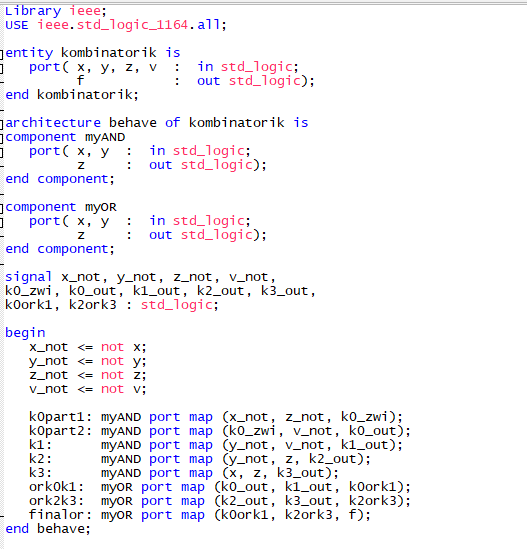 Library ieee;
USE ieee.std_logic_1164.all;
entity kombinatorik is
port( x, y, z, v : in std_logic;
f : out std_logic);
end kombinatorik;
architecture behave of kombinatorik is
component myAND
port( x, y : in std_logic;
z : out std_logic);
end component;
component myOR
port( x, y : in std_logic;
z : out std_logic);
end component;
signal x_not, y_not, z_not, v_not,
k0_zwi, k0_out, k1_out, k2_out, k3_out,
k0ork1, k2ork3 : std_logic;
begin
x_not <= not x;
y_not <= not y;
z_not <= not z;
v_not <= not v;
k0part1: myAND port map (x_not, z_not, k0_zwi);
k0part2: myAND port map (k0_zwi, v_not, k0_out);
k1: myAND port map (y_not, v_not, k1_out);
k2: myAND port map (y_not, z, k2_out);
k3: myAND port map (x, z, k3_out);
ork0k1: myOR port map (k0_out, k1_out, k0ork1);
ork2k3: myOR port map (k2_out, k3_out, k2ork3);
finalor: myOR port map (k0ork1, k2ork3, f);
end behave;